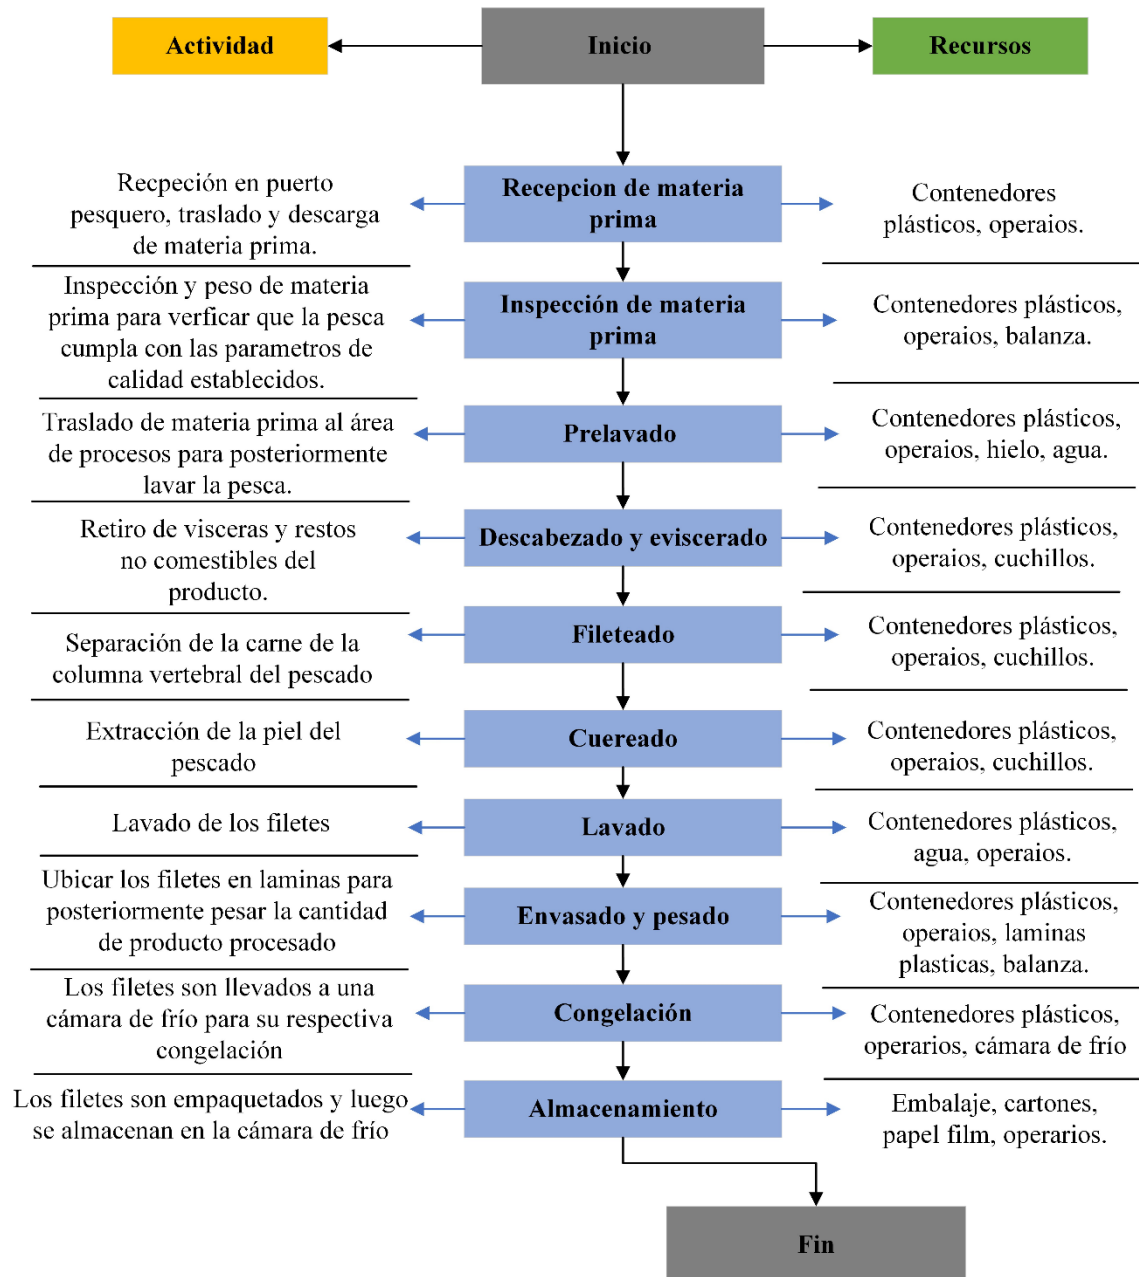 Actividad
Inicio
Recursos
Recpeción en puerto
pesquero, traslado y descarga
de materia prima.
Recepcion de materia
prima
Contenedores
plásticos, operaios.
Inspección y peso de materia
prima para verficar que la pesca
cumpla con las parametros de
calidad establecidos.
Inspección de materia
prima
Contenedores plásticos,
operaios, balanza.
Traslado de materia prima al área
de procesos para posteriormente
lavar la pesca.
Prelavado
Contenedores plásticos,
operaios, hielo, agua.
Retiro de visceras y restos
no comestibles del
producto.
Descabezado y eviscerado
Contenedores plásticos,
operaios, cuchillos.
Separación de la carne de la
columna vertebral del pescado
Fileteado
Contenedores plásticos,
operaios, cuchillos.
Extracción de la piel del
pescado
Cuereado
Contenedores plásticos,
operaios, cuchillos.
Lavado de los filetes
Lavado
Contenedores plásticos,
agua, operaios.
Ubicar los filetes en laminas para
posteriormente pesar la cantidad
de producto procesado
Envasado y pesado
Contenedores plásticos,
operaios, laminas
plasticas, balanza.
Los filetes son llevados a una
cámara de frío para su respectiva
congelación
Congelación
Contenedores plásticos,
operarios, cámara de frío
Los filetes son empaquetados y luego
se almacenan en la cámara de frío
Almacenamiento
Embalaje, cartones,
papel film, operarios.
Fin